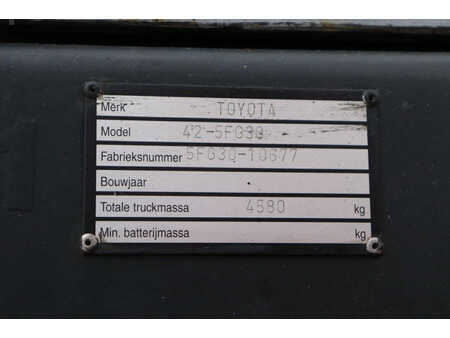 Merk TOYOTA
Model 42-5FG30
Fabrieksnummer 5FG30-10677
Bouwjaar
Totale truckmassa 4580 kg
Min. batterijmassa kg